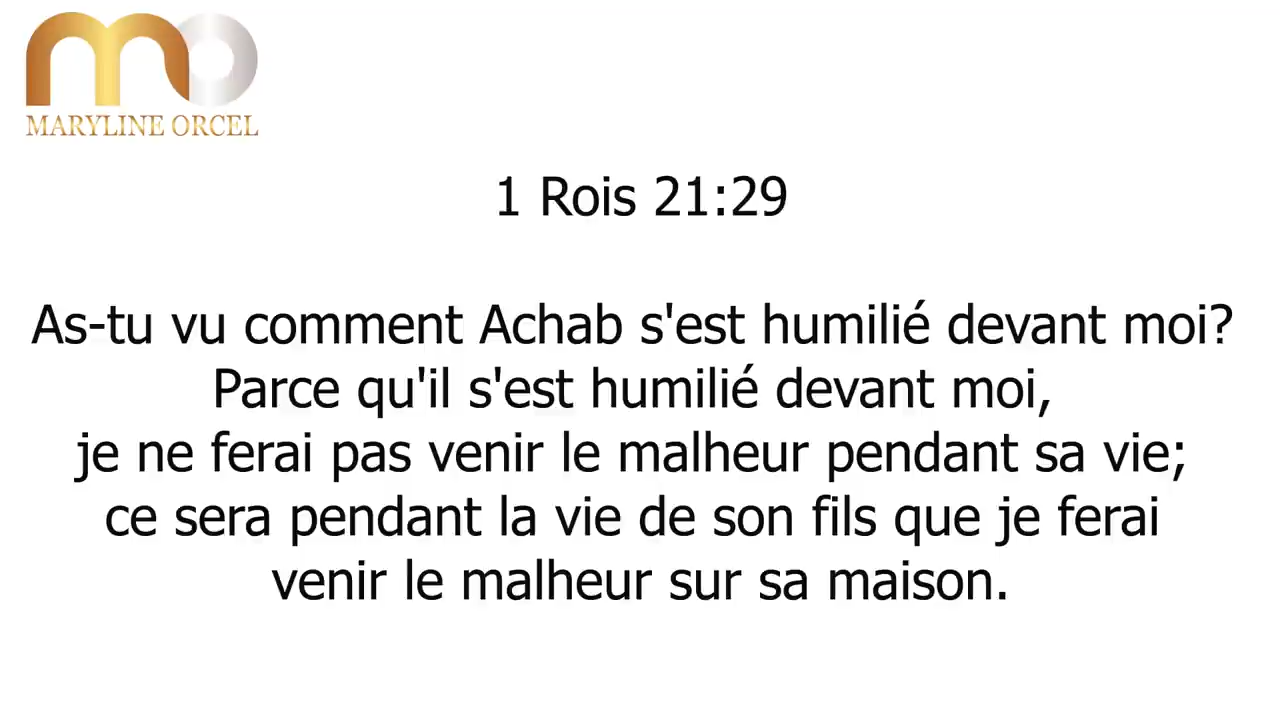 mo
MARYLINE ORCEL
1 Rois 21:29
As-tu vu comment Achab s'est humilié devant moi?
Parce qu'il s'est humilié devant moi,
je ne ferai pas venir le malheur pendant sa vie;
ce sera pendant la vie de son fils que je ferai
venir le malheur sur sa maison.